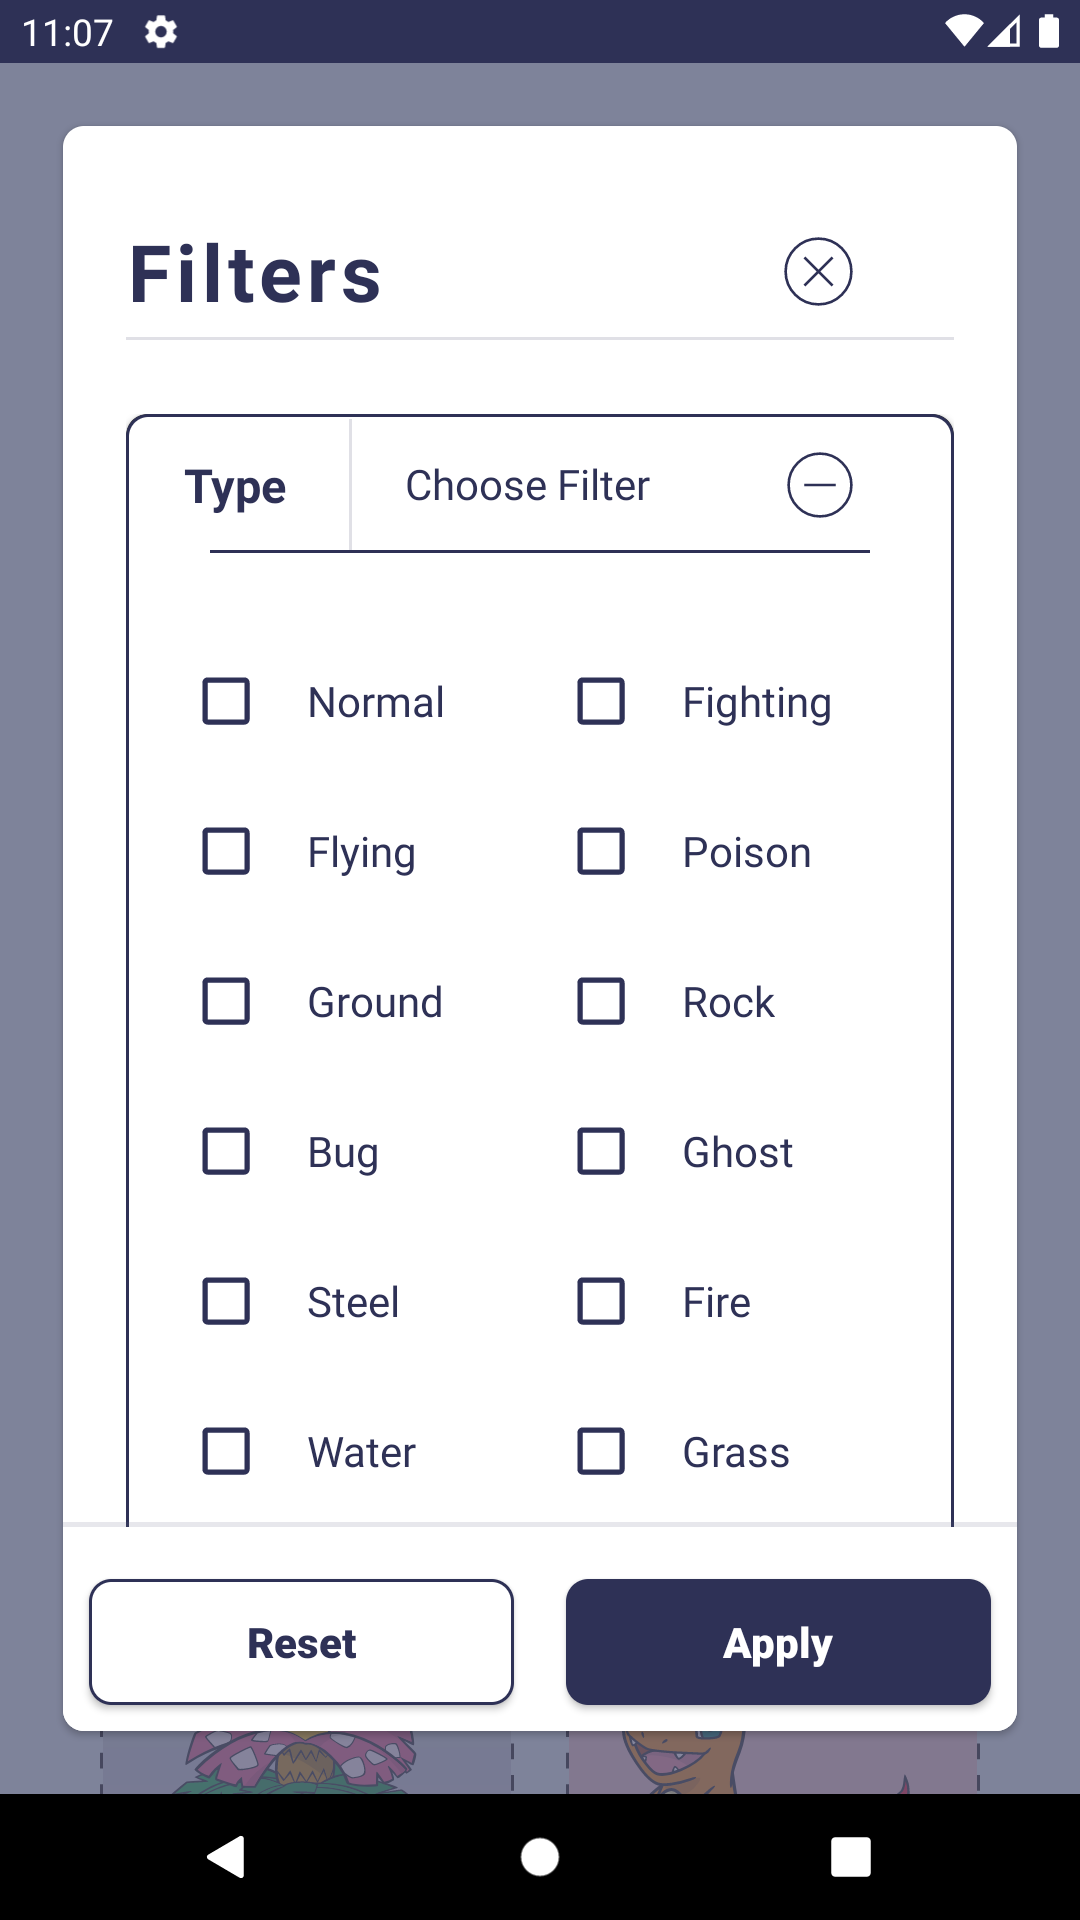 11:07
Filters
Type Choose Filter
Normal Fighting
Flying Poison
Ground Rock
Bug Ghost
Steel Fire
Water Grass
Reset Apply